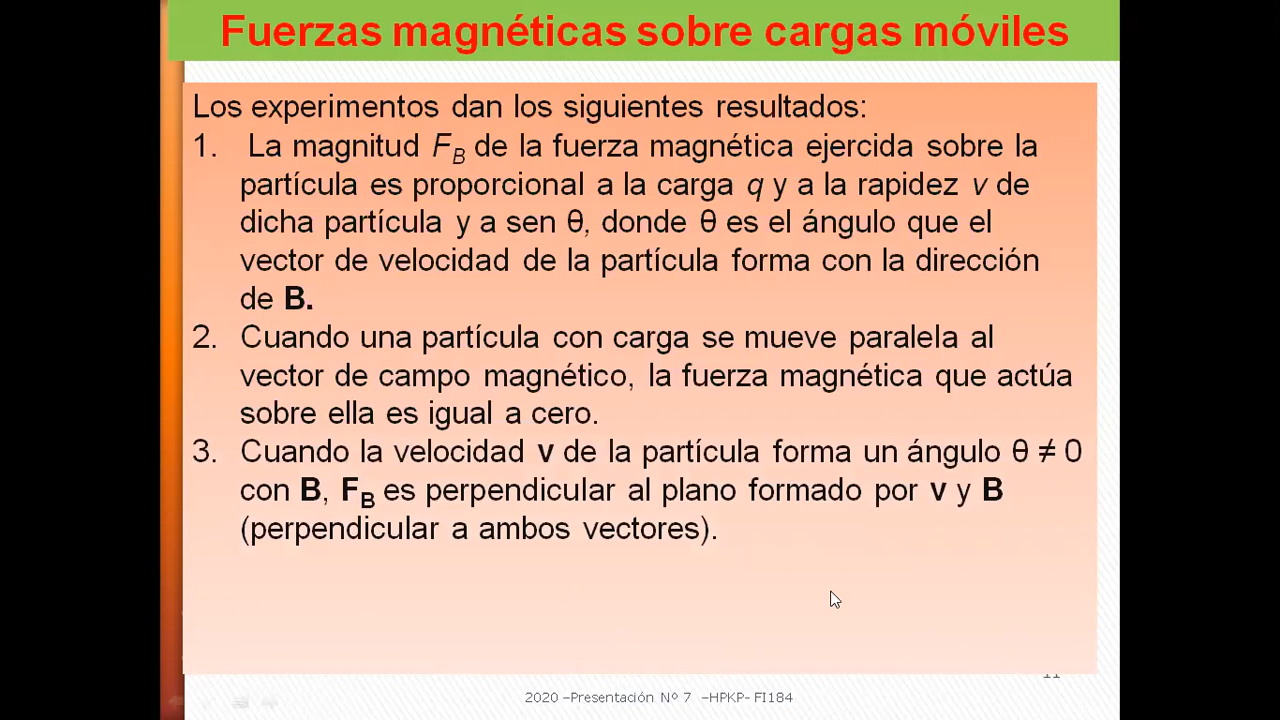 Fuerzas magnéticas sobre cargas móviles
Los experimentos dan los siguientes resultados:
1. La magnitud F_B de la fuerza magnética ejercida sobre la
partícula es proporcional a la carga q y a la rapidez v de
dicha partícula y a sen θ, donde θ es el ángulo que el
vector de velocidad de la partícula forma con la dirección
de B.
2. Cuando una partícula con carga se mueve paralela al
vector de campo magnético, la fuerza magnética que actúa
sobre ella es igual a cero.
3. Cuando la velocidad v de la partícula forma un ángulo θ ≠ 0
con B, F_B es perpendicular al plano formado por v y B
(perpendicular a ambos vectores).
11
2020 –Presentación Nº 7 –HPKP- FI184